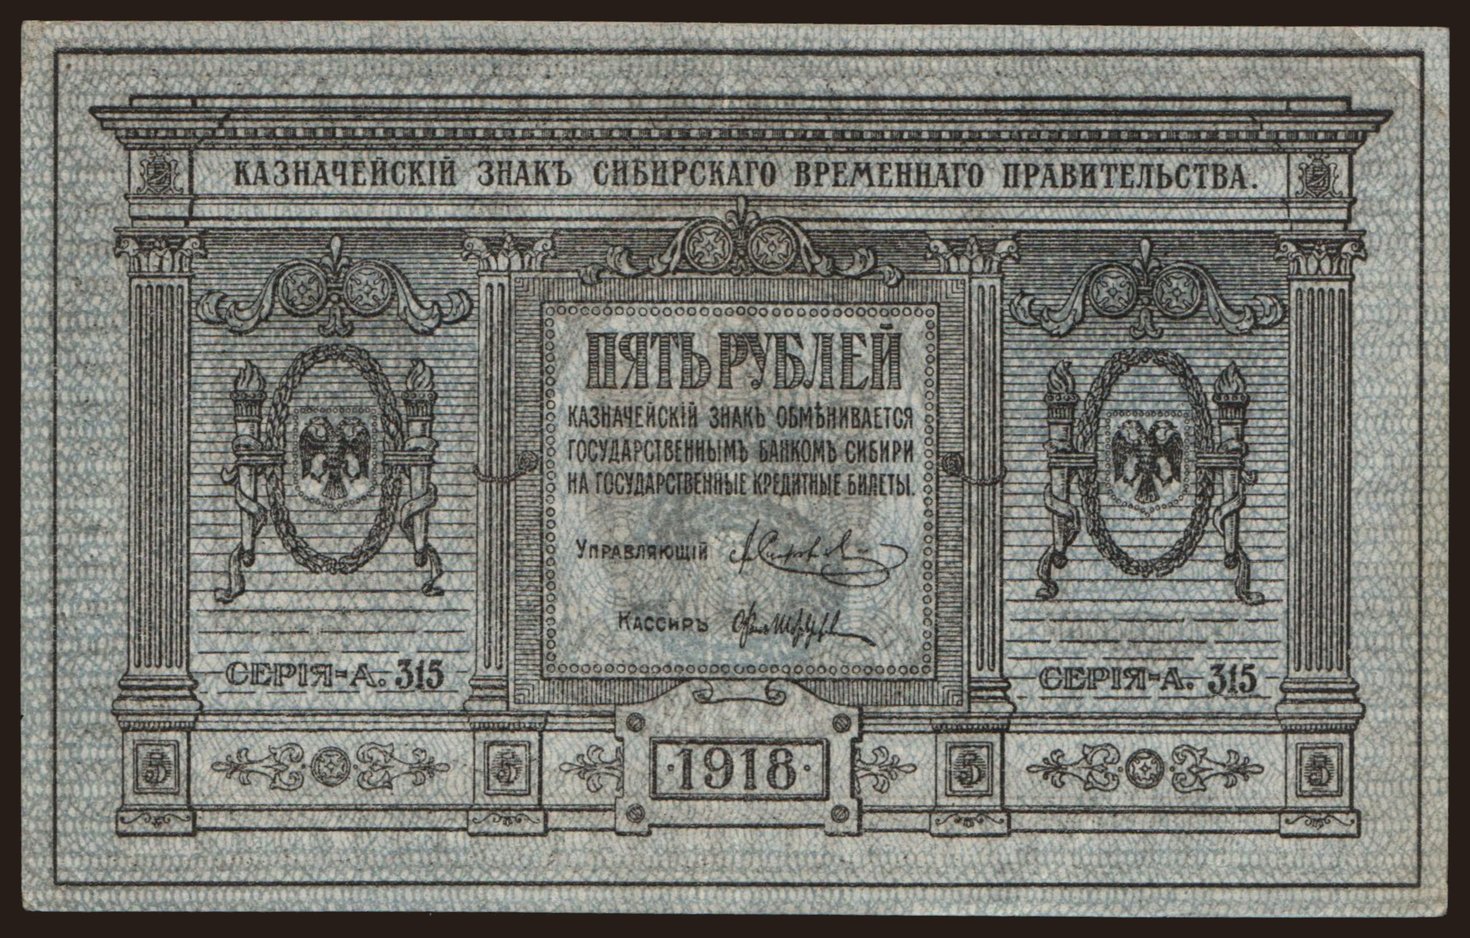 КАЗНАЧЕЙСКІЙ ЗНАКЪ СИБИРСКАГО ВРЕМЕННАГО ПРАВИТЕЛЬСТВА.
ПЯТЬ РУБЛЕЙ
КАЗНАЧЕЙСКІЙ ЗНАКЪ ОБМѢНИВАЕТСЯ
ГОСУДАРСТВЕННЫМЪ БАНКОМЪ СИБИРИ
НА ГОСУДАРСТВЕННЫЕ КРЕДИТНЫЕ БИЛЕТЫ.
УПРАВЛЯЮЩІЙ
КАССИРЪ
СЕРІЯ-А. 315
СЕРІЯ-А. 315
5 5 ·1918· 5 5